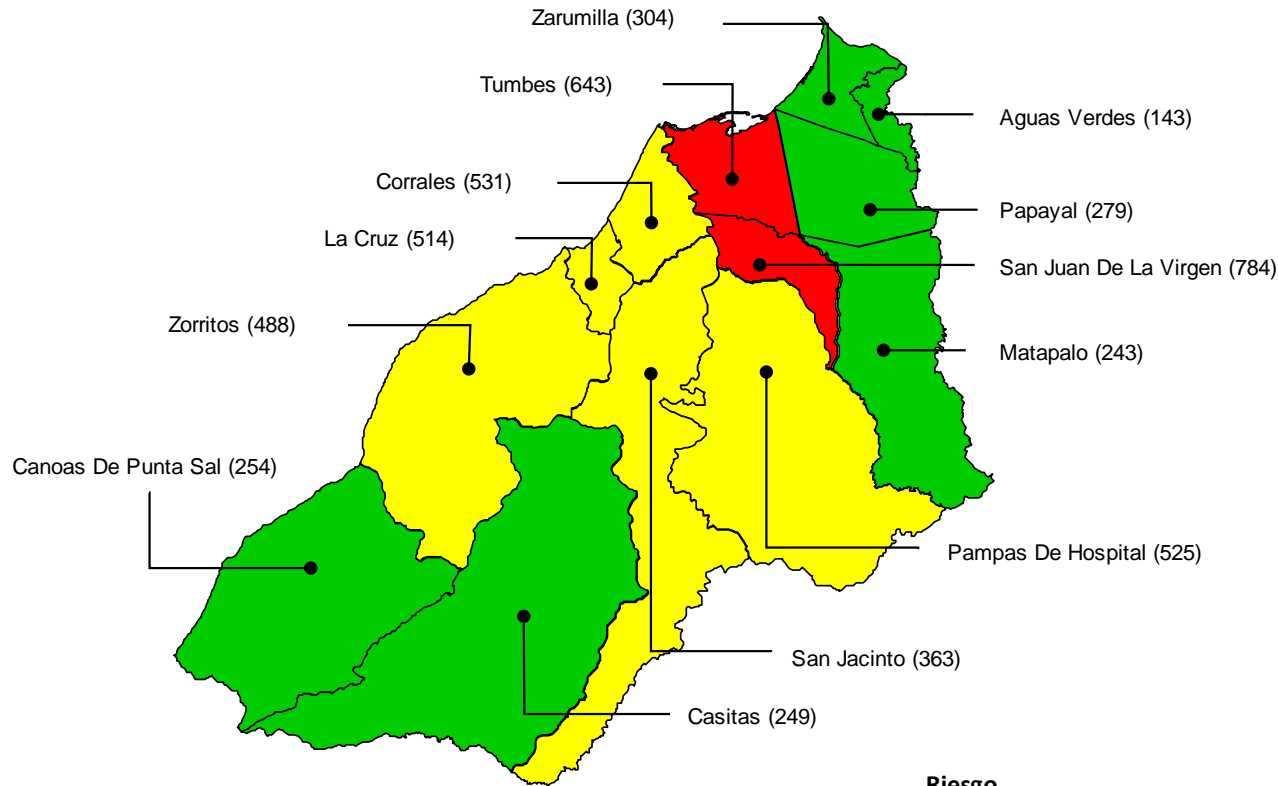 Zarumilla (304)
Tumbes (643)
Aguas Verdes (143)
Corrales (531)
Papayal (279)
La Cruz (514)
San Juan De La Virgen (784)
Zorritos (488)
Matapalo (243)
Canoas De Punta Sal (254)
Pampas De Hospital (525)
San Jacinto (363)
Casitas (249)
Riesgo